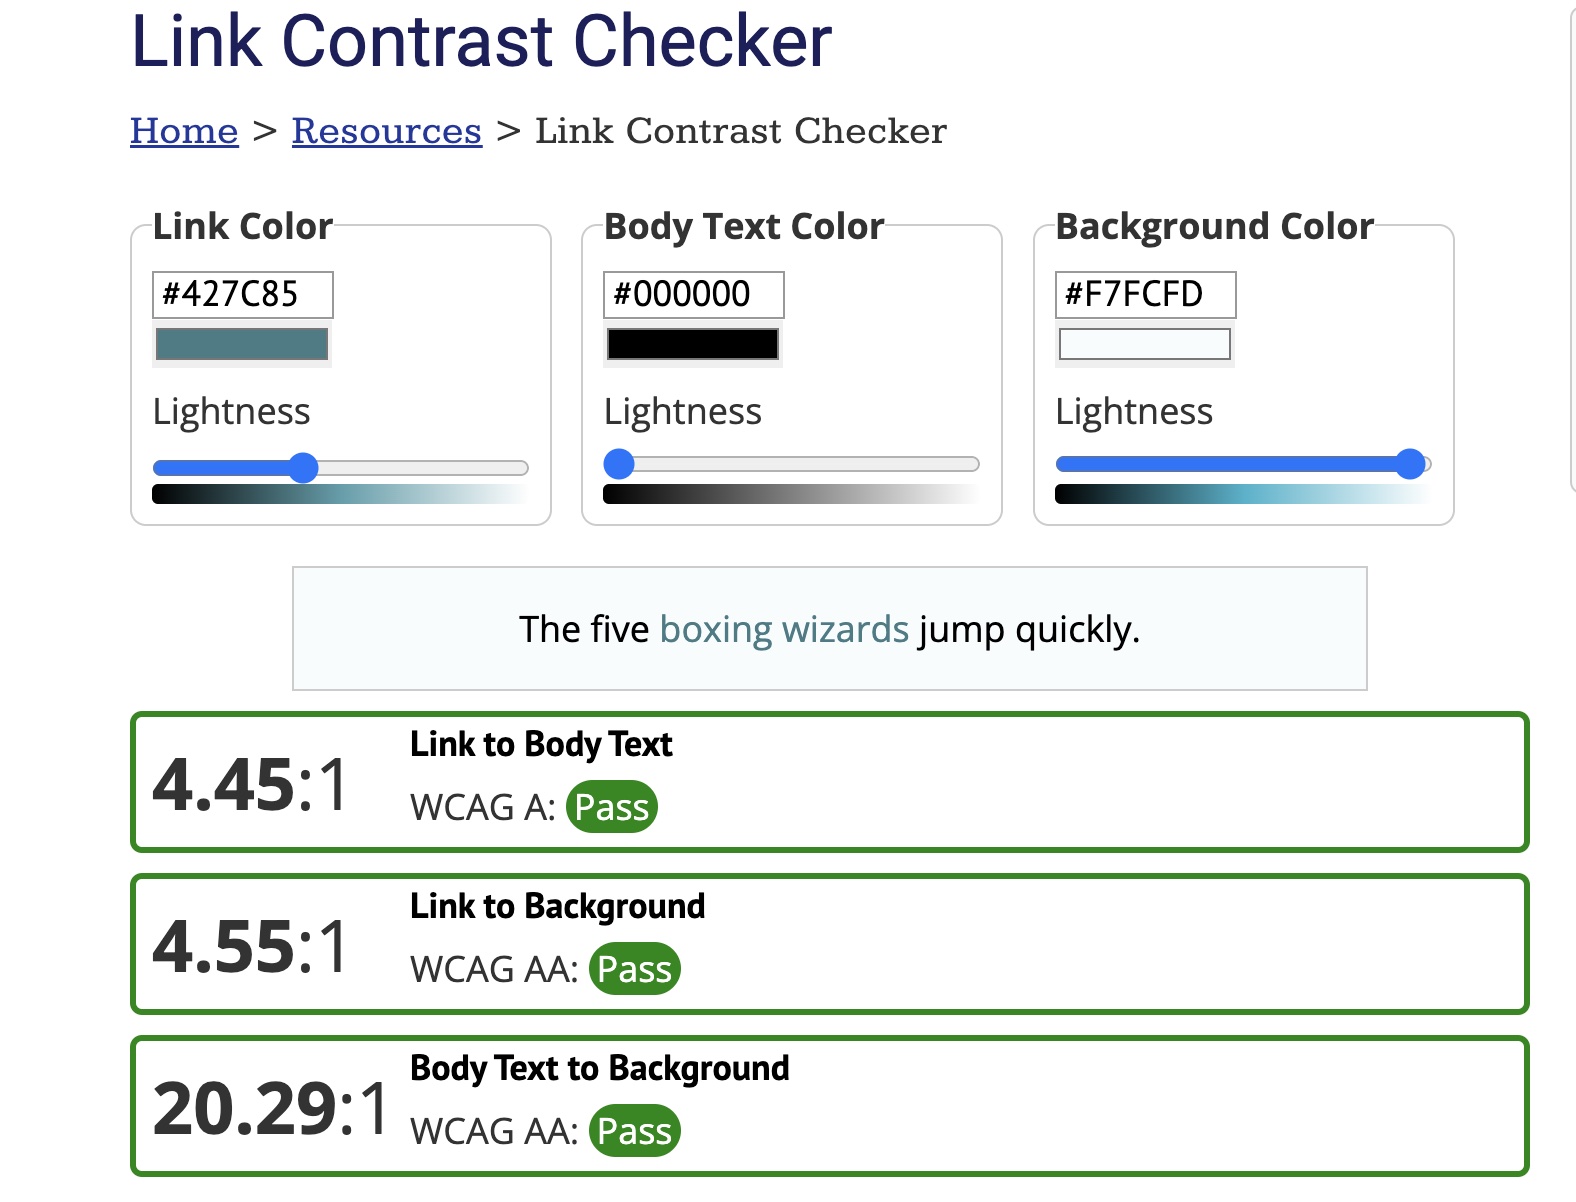 Link Contrast Checker
Home > Resources > Link Contrast Checker
Link Color
#427C85
Lightness
Body Text Color
#000000
Lightness
Background Color
#F7FCFD
Lightness
The five boxing wizards jump quickly.
4.45:1
Link to Body Text
WCAG A: Pass
4.55:1
Link to Background
WCAG AA: Pass
20.29:1
Body Text to Background
WCAG AA: Pass